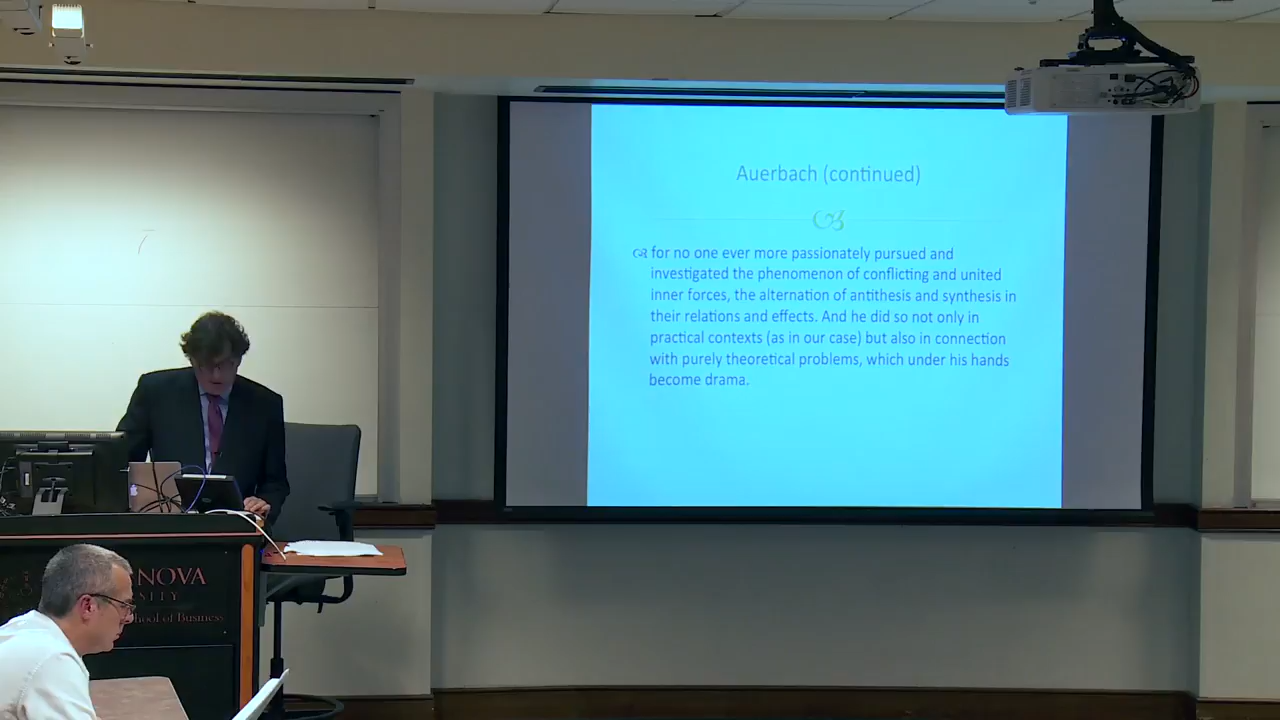 Auerbach (continued)
for no one ever more passionately pursued and
investigated the phenomenon of conflicting and united
inner forces, the alternation of antithesis and synthesis in
their relations and effects. And he did so not only in
practical contexts (as in our case) but also in connection
with purely theoretical problems, which under his hands
become drama.
NOVA
SITY
hool of Business